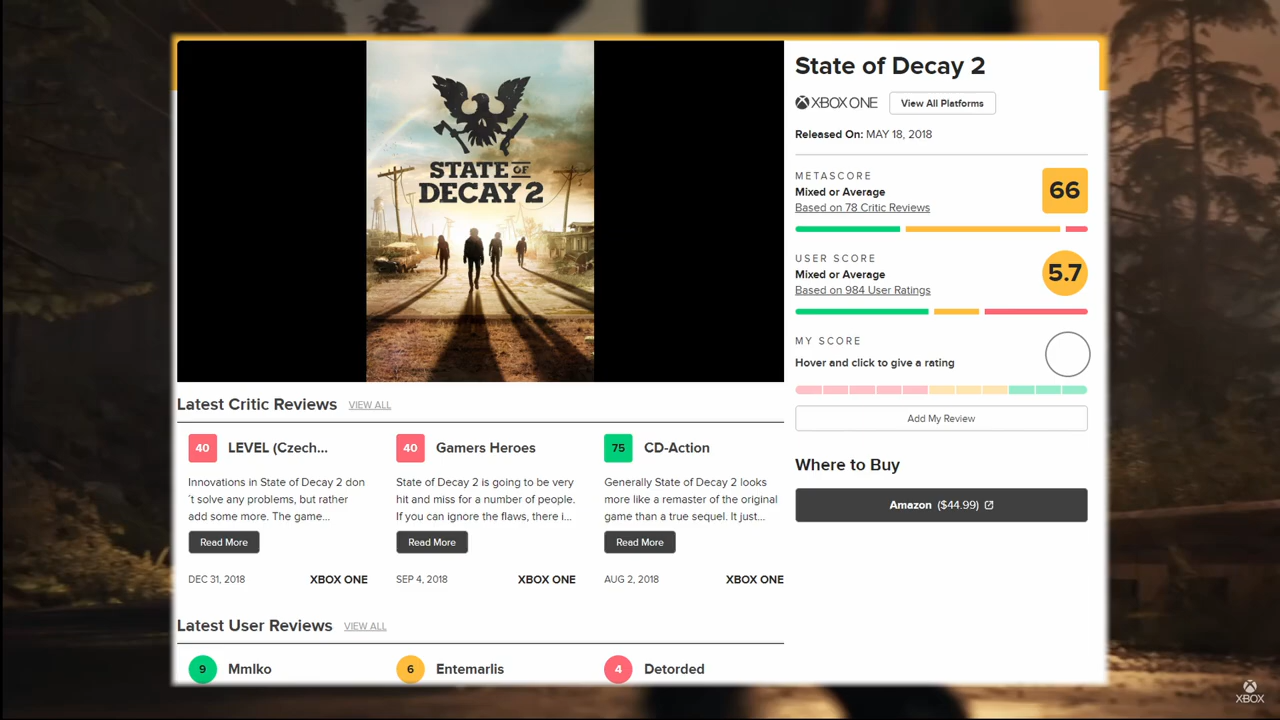 STATE OF
DECAY 2
State of Decay 2
XBOX ONE
View All Platforms
Released On: MAY 18, 2018
METASCORE
Mixed or Average
66
Based on 78 Critic Reviews
USER SCORE
Mixed or Average
5.7
Based on 984 User Ratings
MY SCORE
Hover and click to give a rating
Add My Review
Where to Buy
Amazon ($44.99)
Latest Critic Reviews VIEW ALL
40 LEVEL (Czech...
Innovations in State of Decay 2 don
´t solve any problems, but rather
add some more. The game...
Read More
DEC 31, 2018 XBOX ONE
40 Gamers Heroes
State of Decay 2 is going to be very
hit and miss for a number of people.
If you can ignore the flaws, there i...
Read More
SEP 4, 2018 XBOX ONE
75 CD-Action
Generally State of Decay 2 looks
more like a remaster of the original
game than a true sequel. It just...
Read More
AUG 2, 2018 XBOX ONE
Latest User Reviews VIEW ALL
9 Mmlko
6 Entemarlis
4 Detorded
XBOX